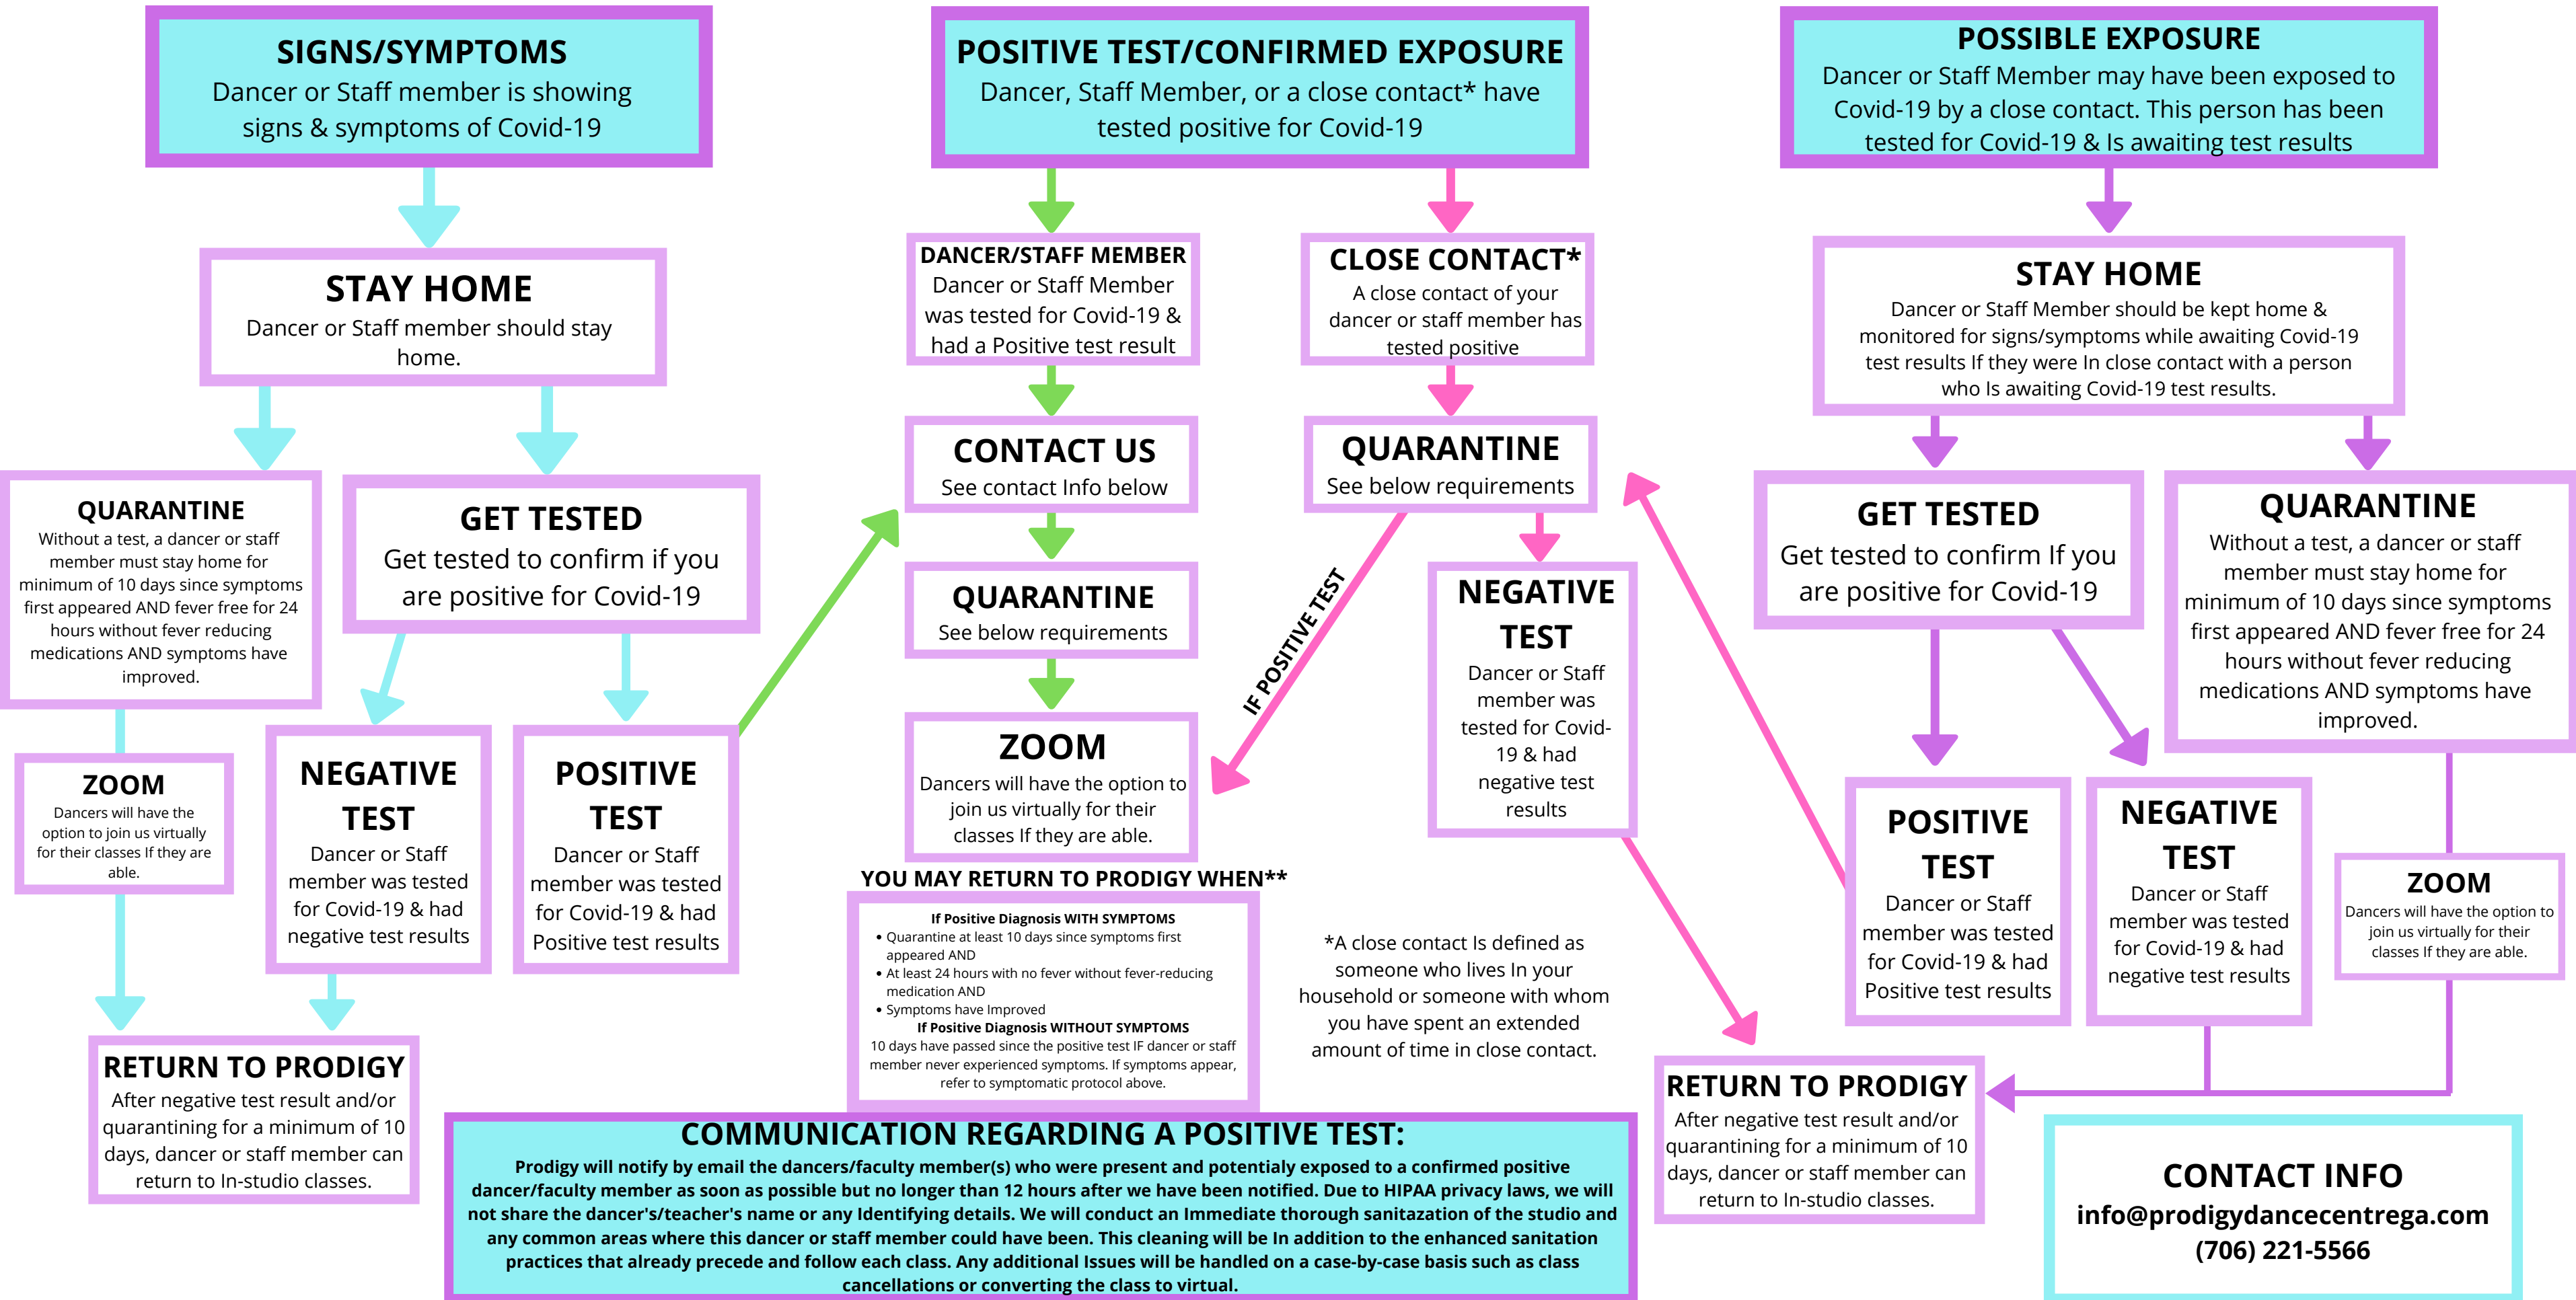 SIGNS/SYMPTOMS
Dancer or Staff member is showing
signs & symptoms of Covid-19
STAY HOME
Dancer or Staff member should stay
home.
QUARANTINE
Without a test, a dancer or staff
member must stay home for
minimum of 10 days since symptoms
first appeared AND fever free for 24
hours without fever reducing
medications AND symptoms have
improved.
GET TESTED
Get tested to confirm if you
are positive for Covid-19
ZOOM
Dancers will have the
option to join us virtually
for their classes If they are
able.
NEGATIVE
TEST
Dancer or Staff
member was tested
for Covid-19 & had
negative test results
POSITIVE
TEST
Dancer or Staff
member was tested
for Covid-19 & had
Positive test results
RETURN TO PRODIGY
After negative test result and/or
quarantining for a minimum of 10
days, dancer or staff member can
return to In-studio classes.
POSITIVE TEST/CONFIRMED EXPOSURE
Dancer, Staff Member, or a close contact* have
tested positive for Covid-19
DANCER/STAFF MEMBER
Dancer or Staff Member
was tested for Covid-19 &
had a Positive test result
CONTACT US
See contact Info below
QUARANTINE
See below requirements
ZOOM
Dancers will have the option to
join us virtually for their
classes If they are able.
CLOSE CONTACT*
A close contact of your
dancer or staff member has
tested positive
QUARANTINE
See below requirements
IF POSITIVE TEST
NEGATIVE
TEST
Dancer or Staff
member was
tested for Covid-
19 & had
negative test
results
YOU MAY RETURN TO PRODIGY WHEN**
If Positive Diagnosis WITH SYMPTOMS
• Quarantine at least 10 days since symptoms first
appeared AND
• At least 24 hours with no fever without fever-reducing
medication AND
• Symptoms have Improved
If Positive Diagnosis WITHOUT SYMPTOMS
10 days have passed since the positive test IF dancer or staff
member never experienced symptoms. If symptoms appear,
refer to symptomatic protocol above.
*A close contact Is defined as
someone who lives In your
household or someone with whom
you have spent an extended
amount of time in close contact.
COMMUNICATION REGARDING A POSITIVE TEST:
Prodigy will notify by email the dancers/faculty member(s) who were present and potentialy exposed to a confirmed positive
dancer/faculty member as soon as possible but no longer than 12 hours after we have been notified. Due to HIPAA privacy laws, we will
not share the dancer's/teacher's name or any Identifying details. We will conduct an Immediate thorough sanitazation of the studio and
any common areas where this dancer or staff member could have been. This cleaning will be In addition to the enhanced sanitation
practices that already precede and follow each class. Any additional Issues will be handled on a case-by-case basis such as class
cancellations or converting the class to virtual.
POSSIBLE EXPOSURE
Dancer or Staff Member may have been exposed to
Covid-19 by a close contact. This person has been
tested for Covid-19 & Is awaiting test results
STAY HOME
Dancer or Staff Member should be kept home &
monitored for signs/symptoms while awaiting Covid-19
test results If they were In close contact with a person
who Is awaiting Covid-19 test results.
GET TESTED
Get tested to confirm If you
are positive for Covid-19
QUARANTINE
Without a test, a dancer or staff
member must stay home for
minimum of 10 days since symptoms
first appeared AND fever free for 24
hours without fever reducing
medications AND symptoms have
improved.
POSITIVE
TEST
Dancer or Staff
member was tested
for Covid-19 & had
Positive test results
NEGATIVE
TEST
Dancer or Staff
member was tested
for Covid-19 & had
negative test results
ZOOM
Dancers will have the option to
join us virtually for their
classes If they are able.
RETURN TO PRODIGY
After negative test result and/or
quarantining for a minimum of 10
days, dancer or staff member can
return to In-studio classes.
CONTACT INFO
info@prodigydancecentrega.com
(706) 221-5566